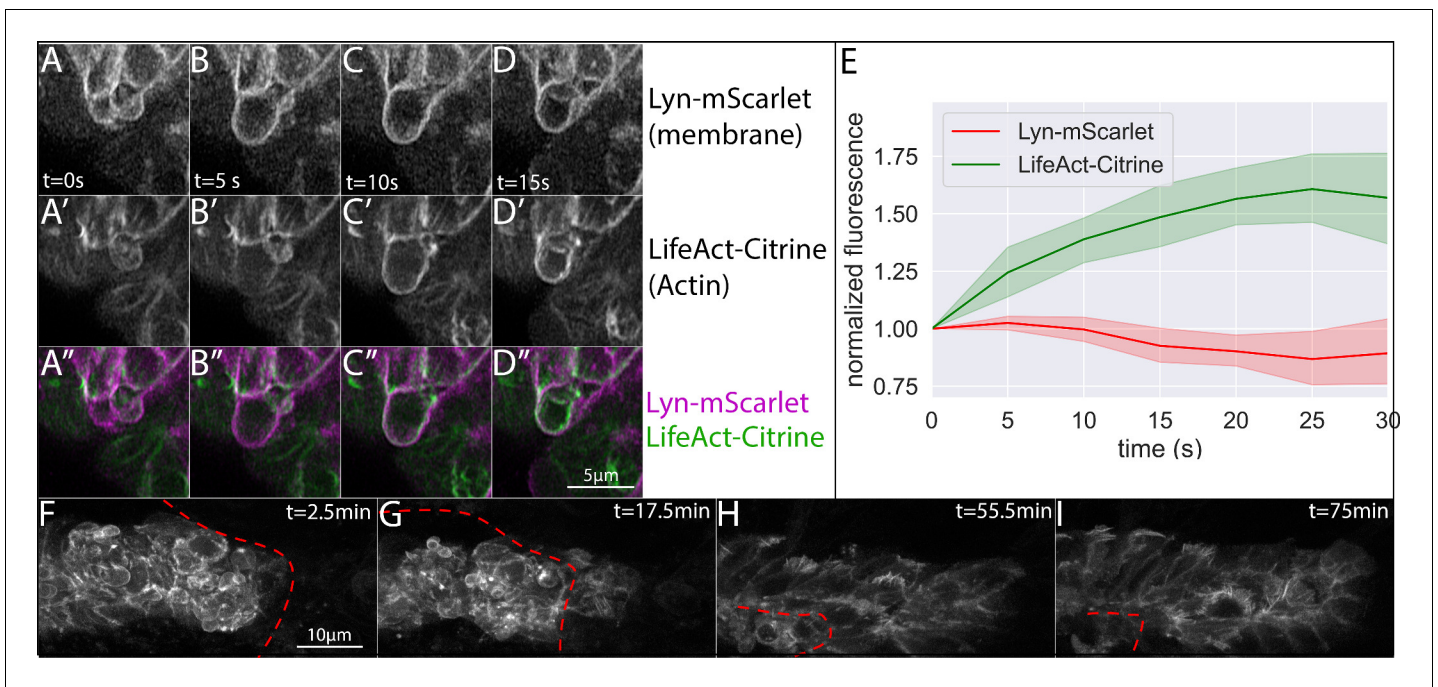 A
B
C
D
t=0s
t=5 s
t=10s
t=15s
Lyn-mScarlet
(membrane)
A′
B′
C′
D′
LifeAct-Citrine
(Actin)
A″
B″
C″
D″
Lyn-mScarlet
LifeAct-Citrine
5μm
E
normalized fluorescence
1.75
1.50
1.25
1.00
0.75
Lyn-mScarlet
LifeAct-Citrine
0 5 10 15 20 25 30
time (s)
F
t=2.5min
10μm
G
t=17.5min
H
t=55.5min
I
t=75min